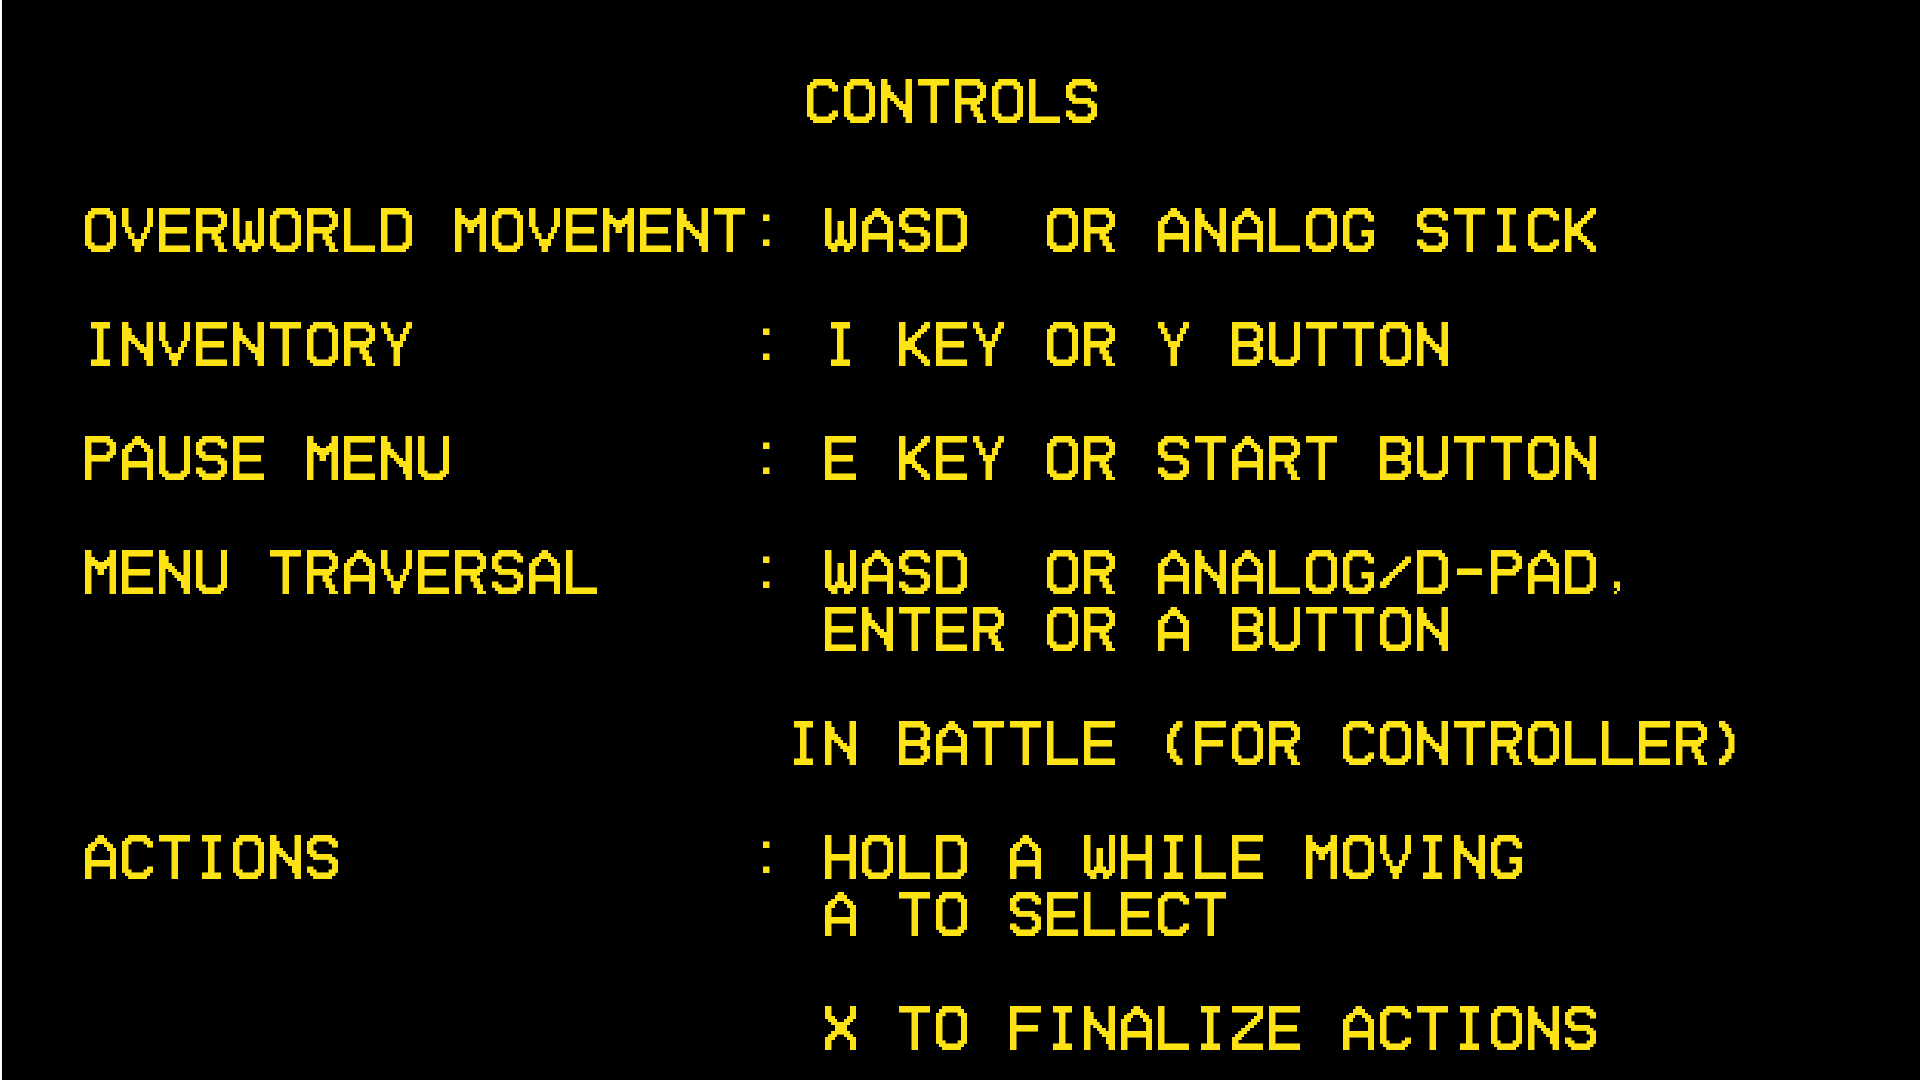 CONTROLS
OVERWORLD MOVEMENT: WASD  OR ANALOG STICK
INVENTORY : I KEY OR Y BUTTON
PAUSE MENU : E KEY OR START BUTTON
MENU TRAVERSAL : WASD  OR ANALOG/D-PAD,
ENTER OR A BUTTON
IN BATTLE (FOR CONTROLLER)
ACTIONS : HOLD A WHILE MOVING
A TO SELECT
X TO FINALIZE ACTIONS